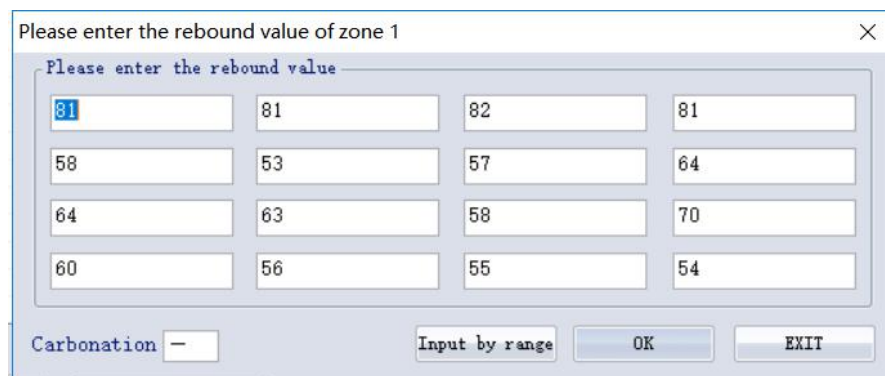 Please enter the rebound value of zone 1
Please enter the rebound value
81 81 82 81
58 53 57 64
64 63 58 70
60 56 55 54
Carbonation — Input by range OK EXIT